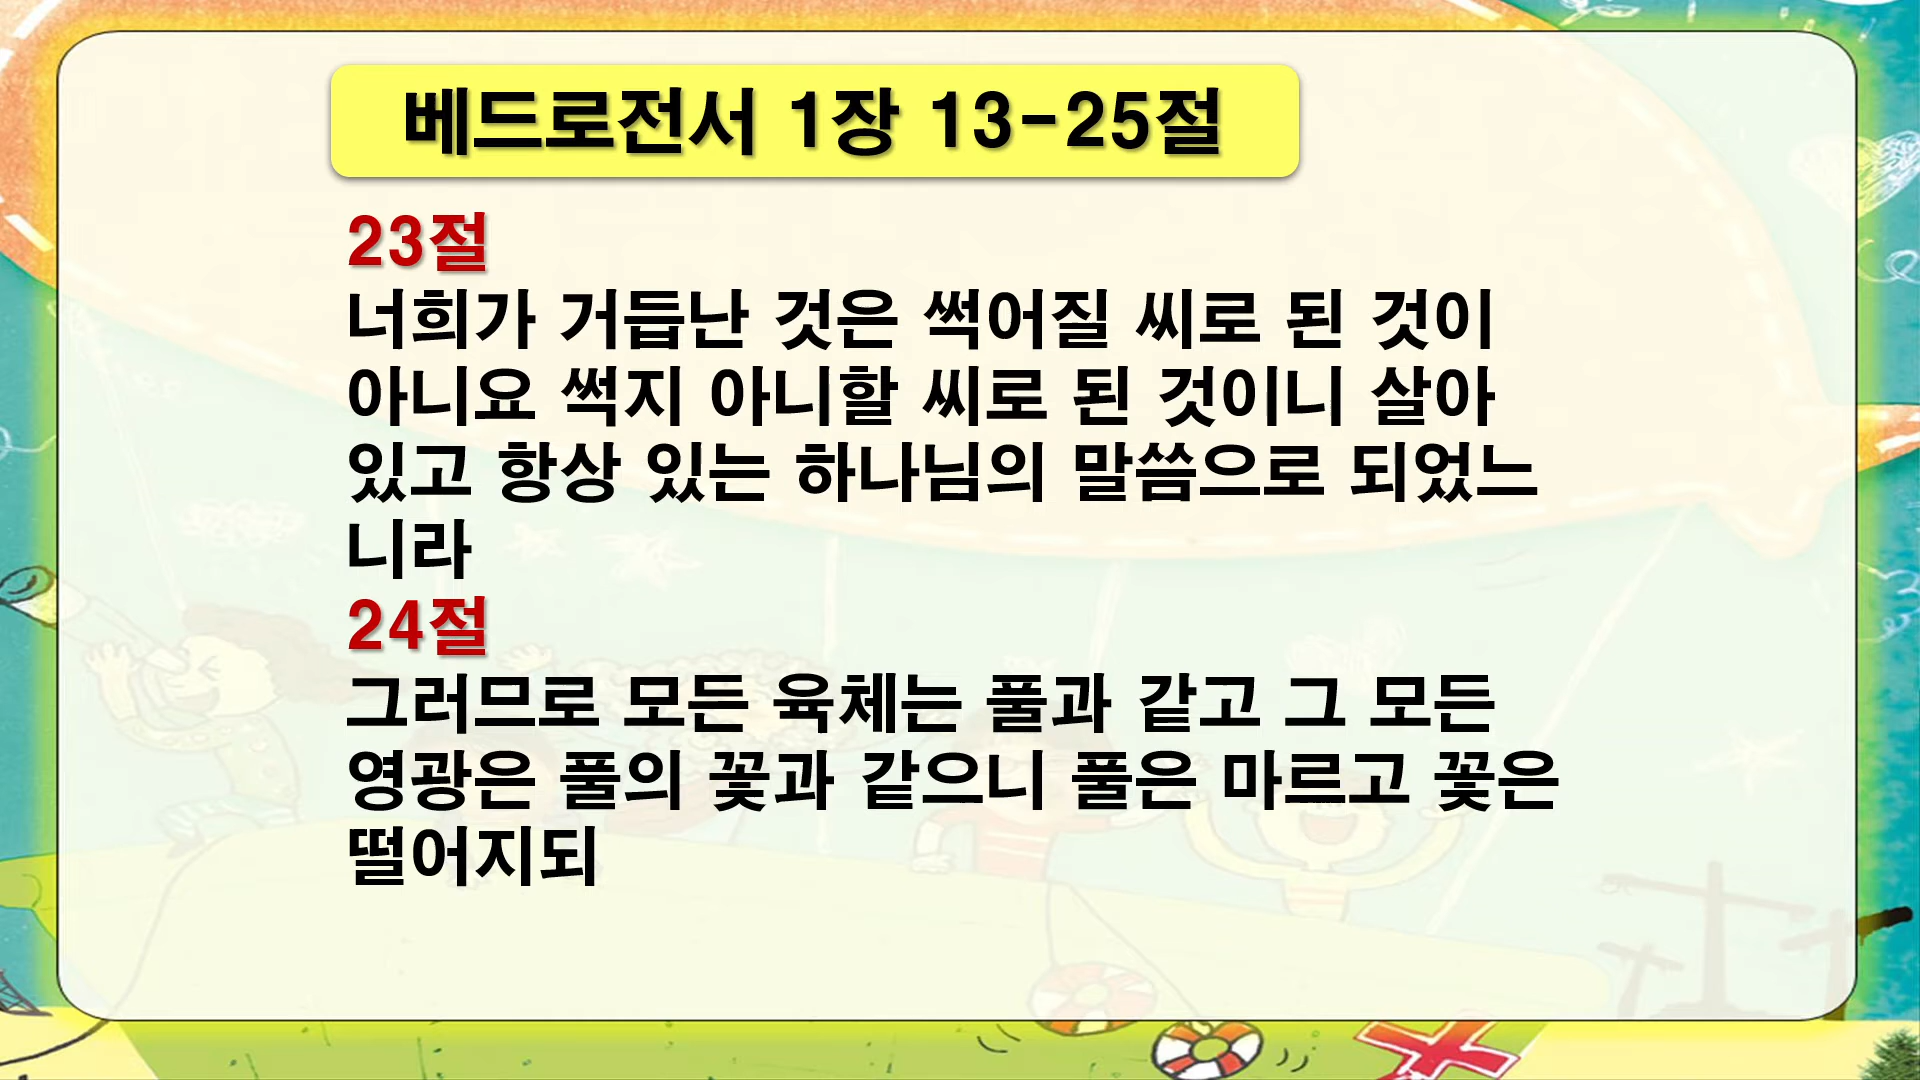 베드로전서 1장 13-25절
23절
너희가 거듭난 것은 썩어질 씨로 된 것이
아니요 썩지 아니할 씨로 된 것이니 살아
있고 항상 있는 하나님의 말씀으로 되었느
니라
24절
그러므로 모든 육체는 풀과 같고 그 모든
영광은 풀의 꽃과 같으니 풀은 마르고 꽃은
떨어지되